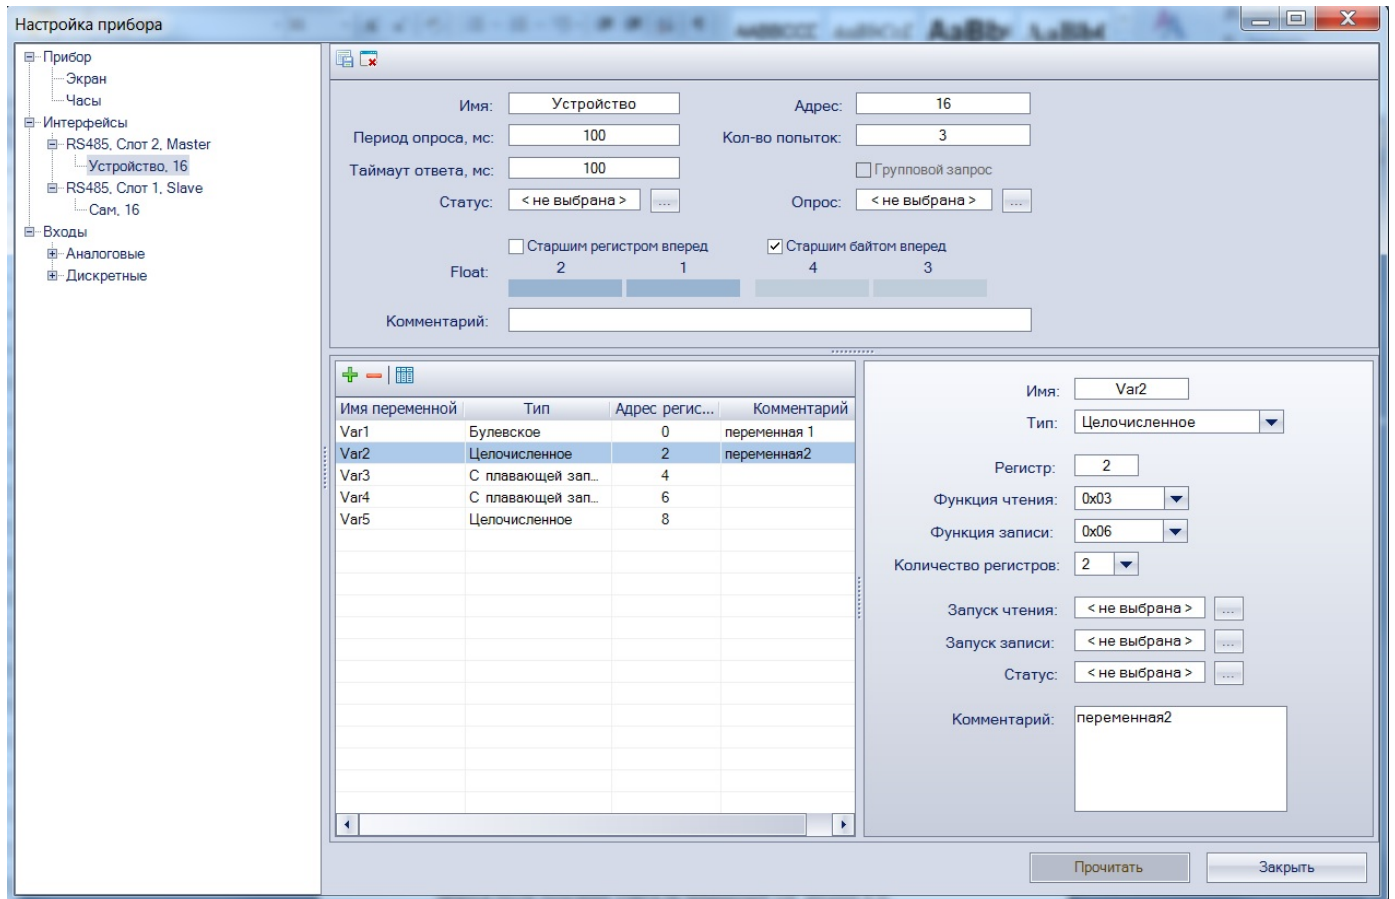 Настройка прибора
Прибор
Экран
Часы
Интерфейсы
RS485, Слот 2, Master
Устройство, 16
RS485, Слот 1, Slave
Сам, 16
Входы
Аналоговые
Дискретные
Имя: Устройство Адрес: 16
Период опроса, мс: 100 Кол-во попыток: 3
Таймаут ответа, мс: 100 Групповой запрос
Статус: < не выбрана > ... Опрос: < не выбрана > ...
Старшим регистром вперед Старшим байтом вперед
Float: 2 1 4 3
Комментарий:
Имя переменной Тип Адрес регис... Комментарий
Var1 Булевское 0 переменная 1
Var2 Целочисленное 2 переменная2
Var3 С плавающей зап... 4
Var4 С плавающей зап... 6
Var5 Целочисленное 8
Имя: Var2
Тип: Целочисленное
Регистр: 2
Функция чтения: 0x03
Функция записи: 0x06
Количество регистров: 2
Запуск чтения: < не выбрана > ...
Запуск записи: < не выбрана > ...
Статус: < не выбрана > ...
Комментарий: переменная2
Прочитать Закрыть